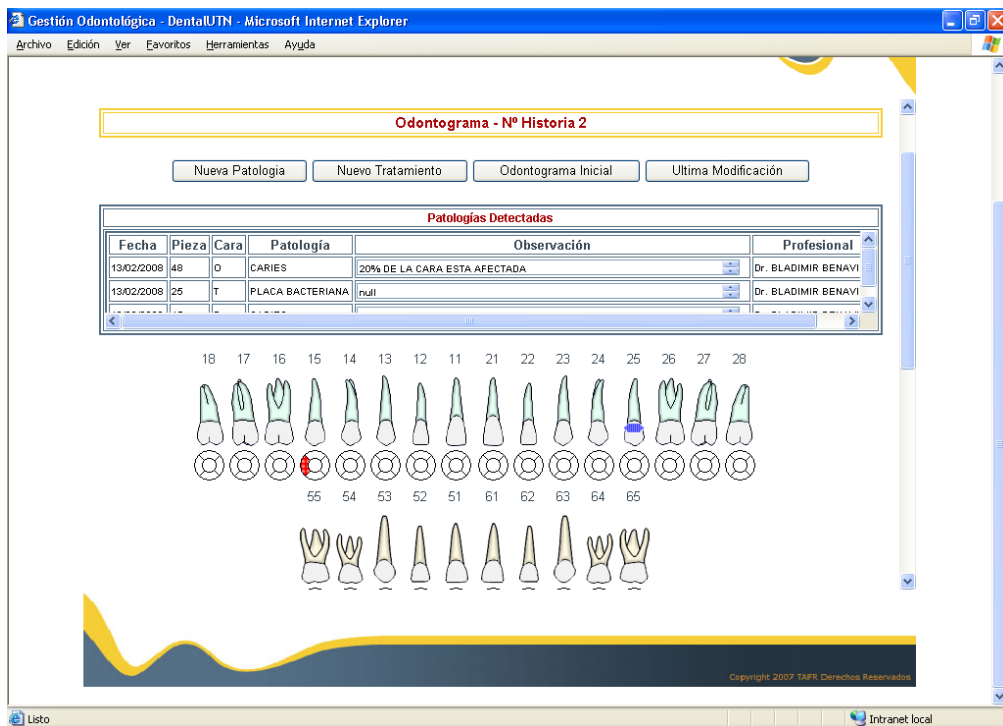 Gestión Odontológica - DentalUTN - Microsoft Internet Explorer
Archivo Edición Ver Favoritos Herramientas Ayuda
Odontograma - Nº Historia 2
Nueva Patologia Nuevo Tratamiento Odontograma Inicial Ultima Modificación
Patologías Detectadas
Fecha Pieza Cara Patología Observación Profesional
13/02/2008 48 O CARIES 20% DE LA CARA ESTA AFECTADA Dr. BLADIMIR BENAVI
13/02/2008 25 T PLACA BACTERIANA null Dr. BLADIMIR BENAVI
18 17 16 15 14 13 12 11 21 22 23 24 25 26 27 28
55 54 53 52 51 61 62 63 64 65
Copyright 2007 TAIFR Derechos Reservados
Listo Intranet local